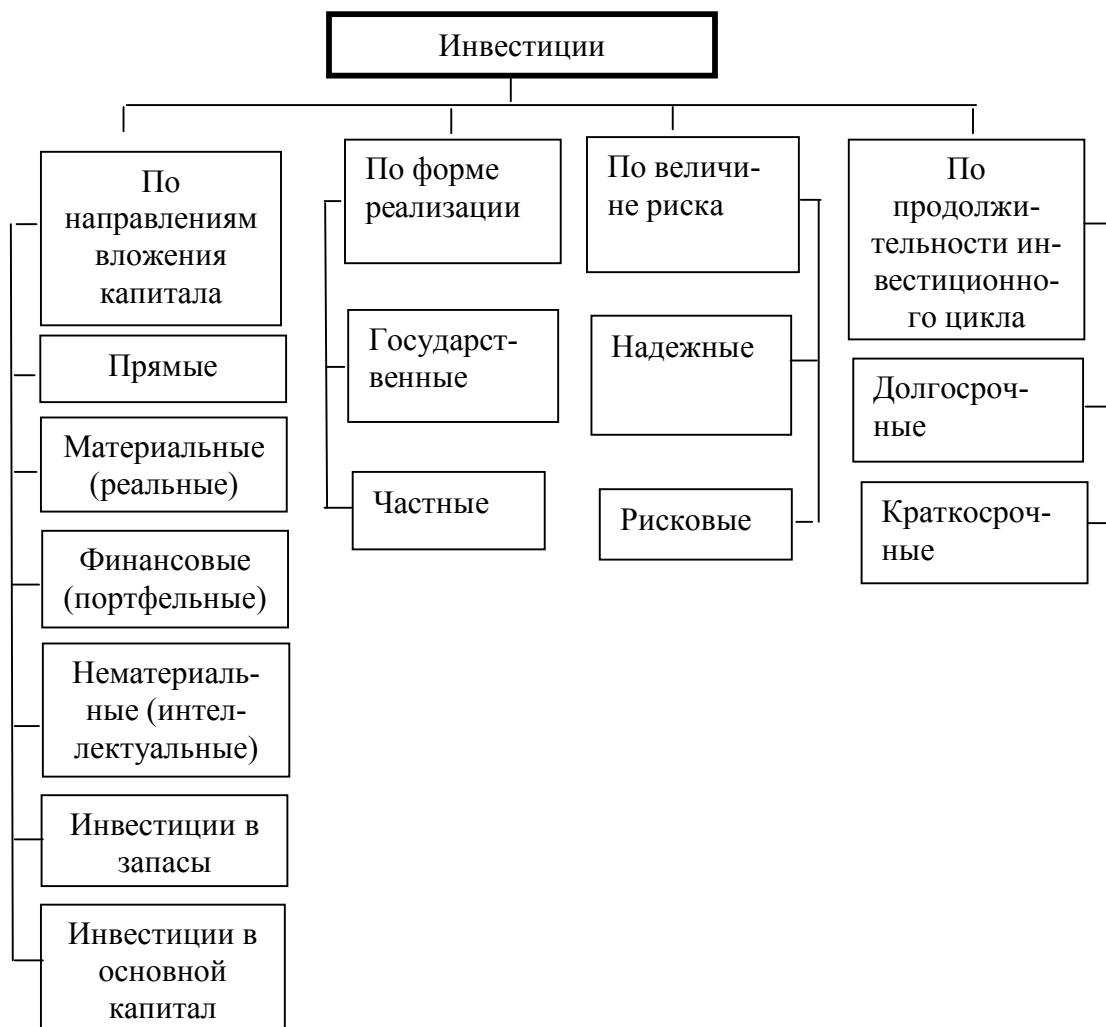 Инвестиции
По
направлениям
вложения
капитала
Прямые
Материальные
(реальные)
Финансовые
(портфельные)
Нематериаль-
ные (интел-
лектуальные)
Инвестиции в
запасы
Инвестиции в
основной
капитал
По форме
реализации
Государст-
венные
Частные
По величи-
не риска
Надежные
Рисковые
По
продолжи-
тельности ин-
вестиционно-
го цикла
Долгосроч-
ные
Краткосроч-
ные